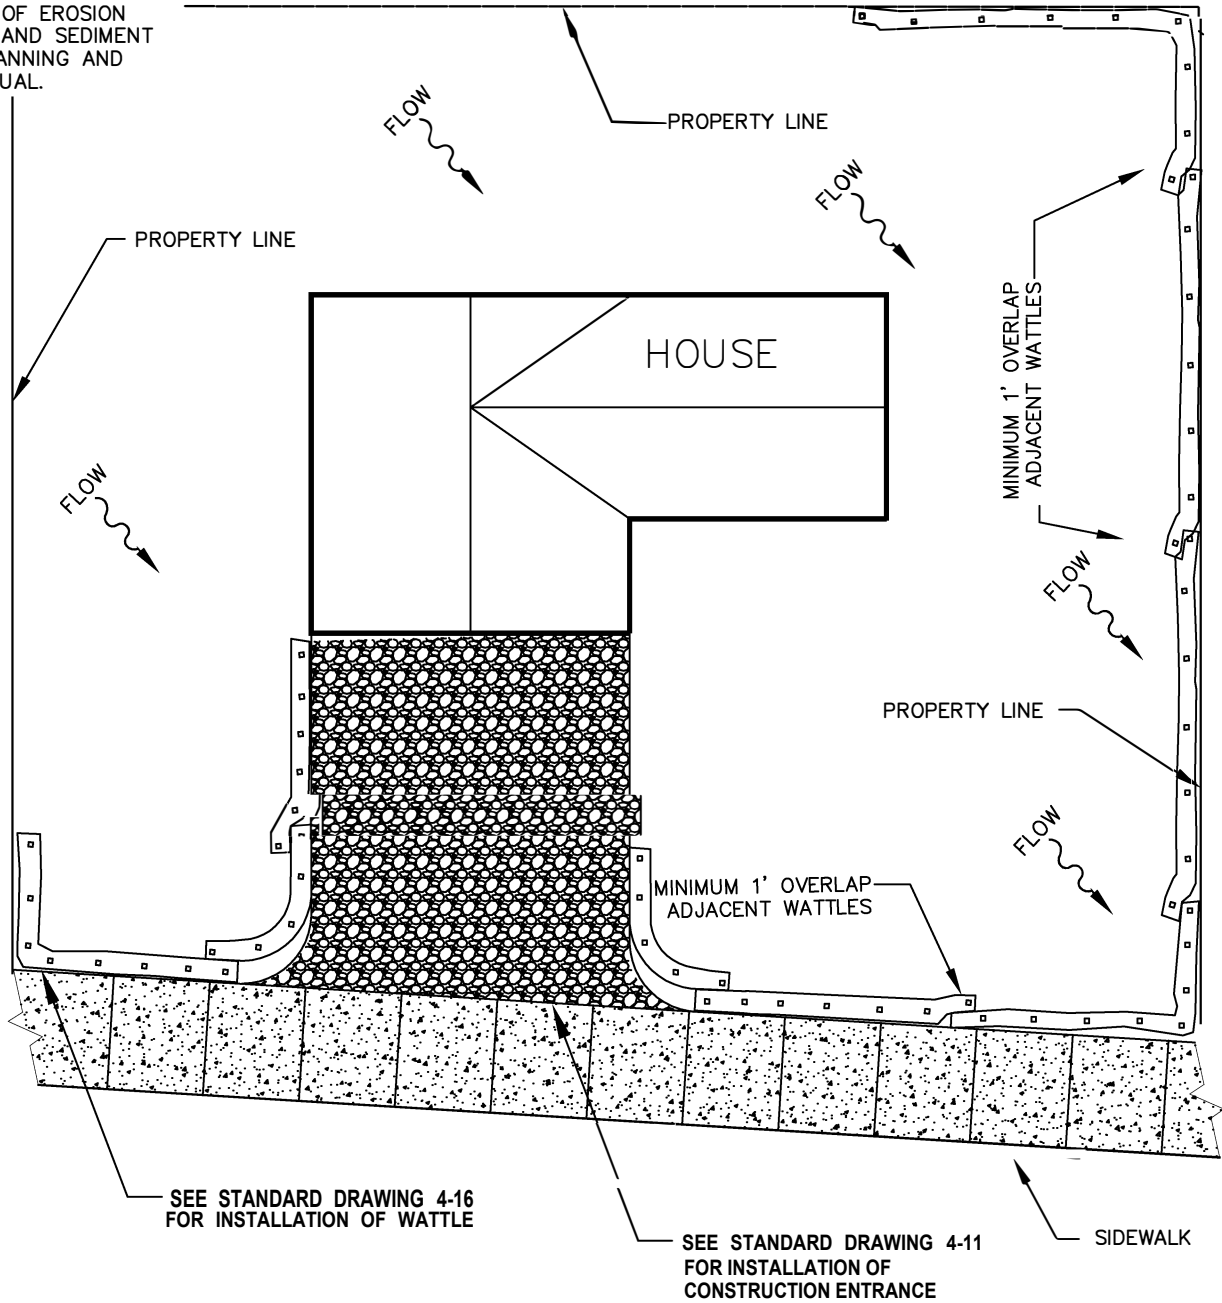 OF EROSION
AND SEDIMENT
ANNING AND
UAL.
PROPERTY LINE
FLOW
FLOW
PROPERTY LINE
MINIMUM 1' OVERLAP
ADJACENT WATTLES
HOUSE
FLOW
FLOW
PROPERTY LINE
FLOW
MINIMUM 1' OVERLAP
ADJACENT WATTLES
SEE STANDARD DRAWING 4-16
FOR INSTALLATION OF WATTLE
SEE STANDARD DRAWING 4-11
FOR INSTALLATION OF
CONSTRUCTION ENTRANCE
SIDEWALK